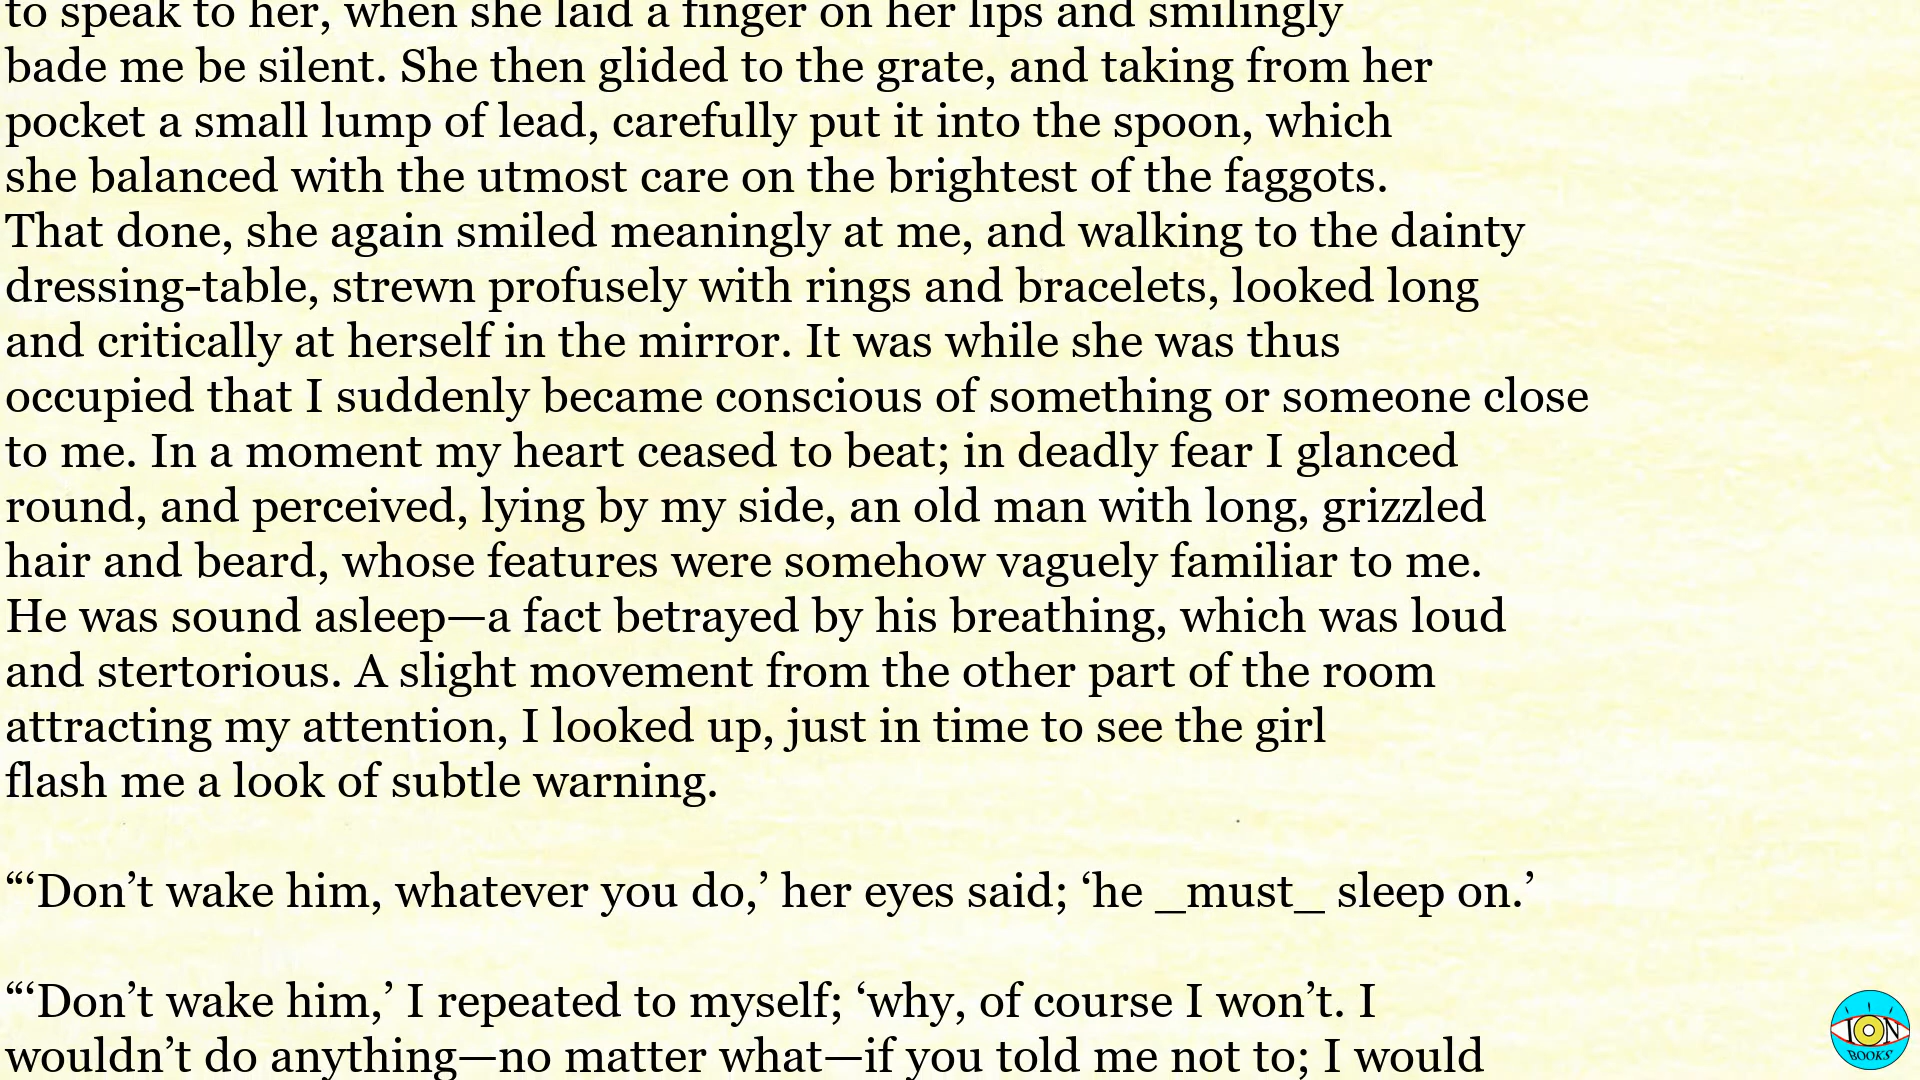 to speak to her, when she laid a finger on her lips and smilingly
bade me be silent. She then glided to the grate, and taking from her
pocket a small lump of lead, carefully put it into the spoon, which
she balanced with the utmost care on the brightest of the faggots.
That done, she again smiled meaningly at me, and walking to the dainty
dressing-table, strewn profusely with rings and bracelets, looked long
and critically at herself in the mirror. It was while she was thus
occupied that I suddenly became conscious of something or someone close
to me. In a moment my heart ceased to beat; in deadly fear I glanced
round, and perceived, lying by my side, an old man with long, grizzled
hair and beard, whose features were somehow vaguely familiar to me.
He was sound asleep—a fact betrayed by his breathing, which was loud
and stertorious. A slight movement from the other part of the room
attracting my attention, I looked up, just in time to see the girl
flash me a look of subtle warning.
“‘Don’t wake him, whatever you do,’ her eyes said; ‘he _must_ sleep on.’
“‘Don’t wake him,’ I repeated to myself; ‘why, of course I won’t. I
wouldn’t do anything—no matter what—if you told me not to; I would
ION
BOOKS